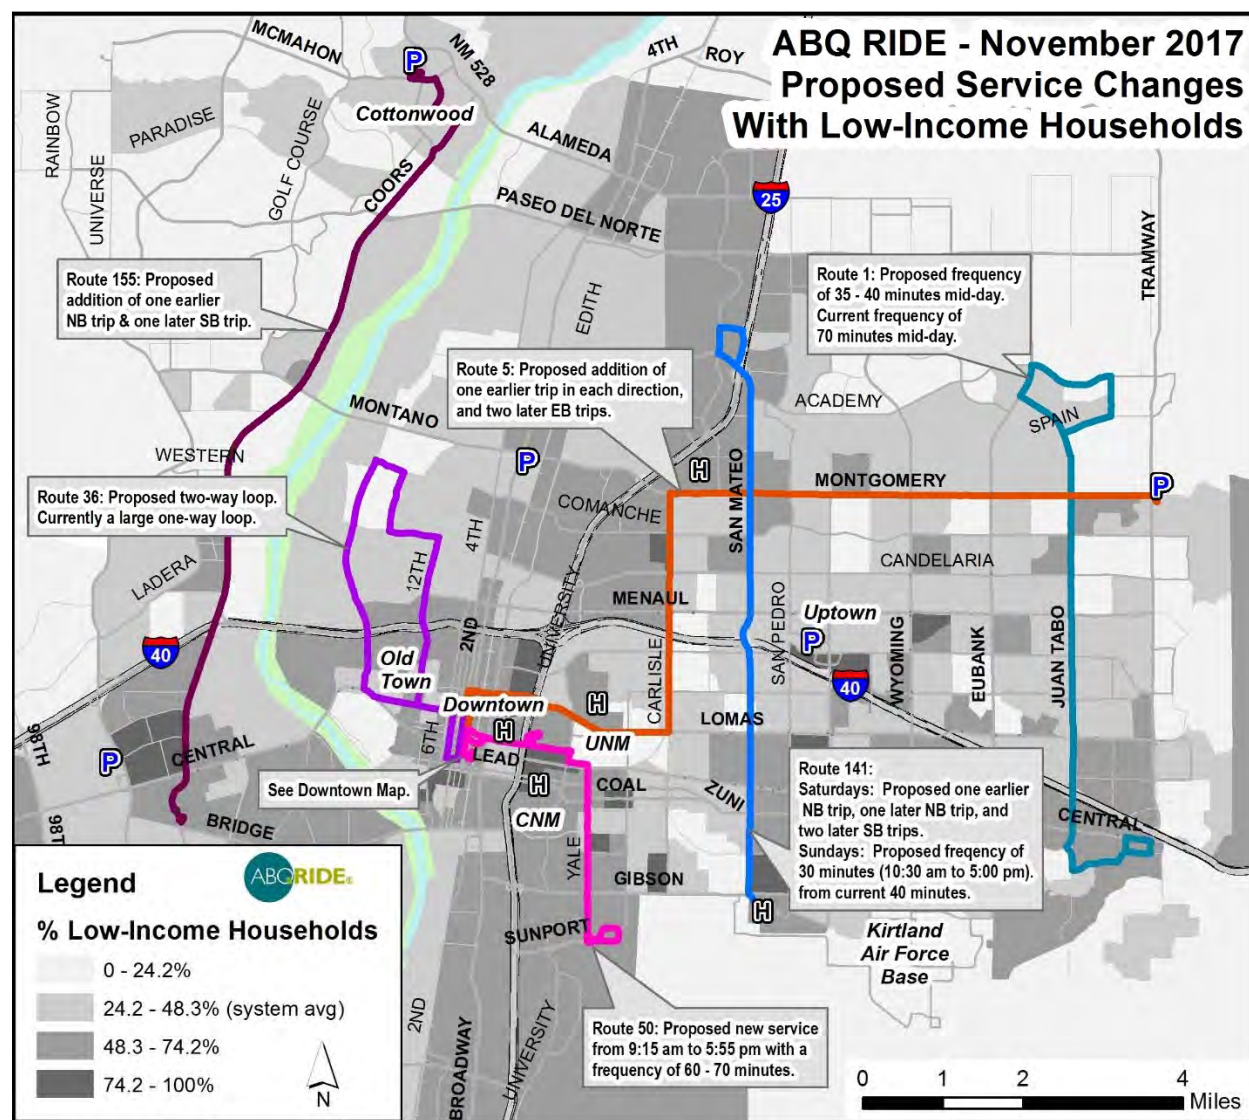 ABQ RIDE - November 2017
Proposed Service Changes
With Low-Income Households
MCMAHON
NM 528
4TH
ROY
P
Cottonwood
RAINBOW
PARADISE
GOLF COURSE
UNIVERSE
COORS
ALAMEDA
PASEO DEL NORTE
25
TRAMWAY
EDITH
Route 155: Proposed
addition of one earlier
NB trip & one later SB trip.
Route 1: Proposed frequency
of 35 - 40 minutes mid-day.
Current frequency of
70 minutes mid-day.
Route 5: Proposed addition of
one earlier trip in each direction,
and two later EB trips.
MONTANO
ACADEMY
SPAIN
WESTERN
P
H
MONTGOMERY
P
Route 36: Proposed two-way loop.
Currently a large one-way loop.
COMANCHE
SAN MATEO
4TH
CANDELARIA
LADERA
12TH
UNIVERSITY
MENAUL
2ND
CARLISLE
SAN PEDRO
Uptown
P
WYOMING
EUBANK
JUAN TABO
40
Old
Town
40
Downtown
H
LOMAS
98TH
P
CENTRAL
6TH
H
UNM
LEAD
See Downtown Map.
H
COAL
ZUNI
CNM
YALE
BRIDGE
98TH
Route 141:
Saturdays: Proposed one earlier
NB trip, one later NB trip, and
two later SB trips.
Sundays: Proposed freqency of
30 minutes (10:30 am to 5:00 pm).
from current 40 minutes.
CENTRAL
GIBSON
H
SUNPORT
Kirtland
Air Force
Base
2ND
BROADWAY
UNIVERSITY
Route 50: Proposed new service
from 9:15 am to 5:55 pm with a
frequency of 60 - 70 minutes.
Legend
ABQ RIDE
% Low-Income Households
0 - 24.2%
24.2 - 48.3% (system avg)
48.3 - 74.2%
74.2 - 100%
N
0 1 2 4
Miles